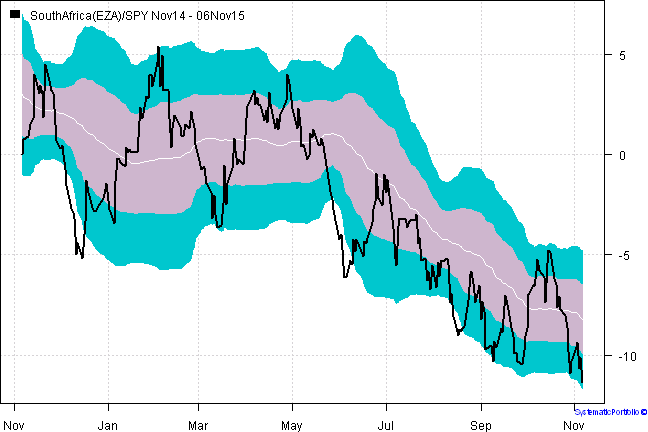 SouthAfrica(EZA)/SPY Nov14 - 06Nov15
5
0
-5
-10
Nov Jan Mar May Jul Sep Nov
SystematicPortfolio ©